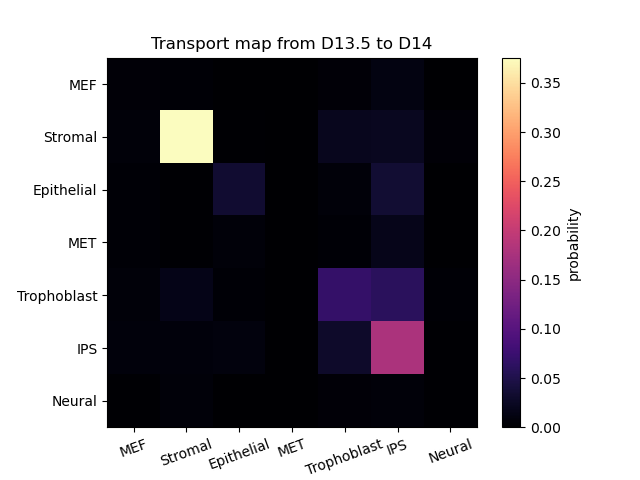 Transport map from D13.5 to D14
MEF
Stromal
Epithelial
MET
Trophoblast
IPS
Neural
MEF
Stromal
Epithelial
MET
Trophoblast
IPS
Neural
0.35
0.30
0.25
0.20
0.15
0.10
0.05
0.00
probability